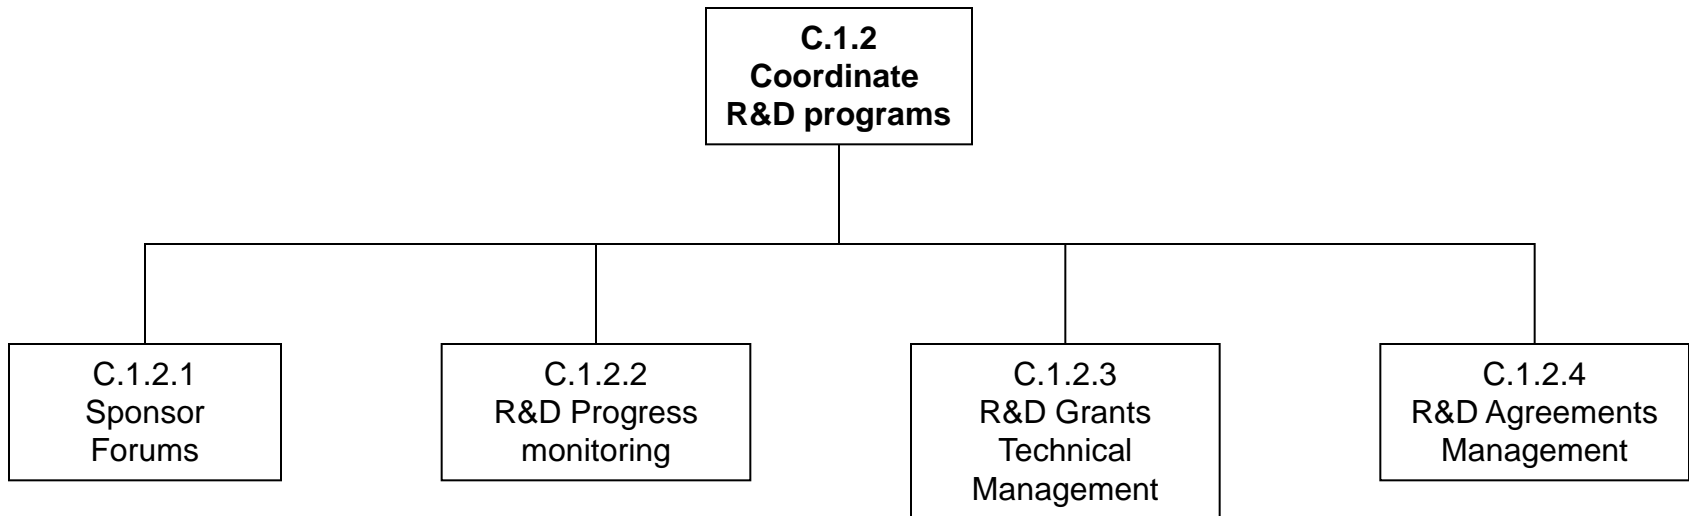 C.1.2
Coordinate
R&D programs
C.1.2.1
Sponsor
Forums
C.1.2.2
R&D Progress
monitoring
C.1.2.3
R&D Grants
Technical
Management
C.1.2.4
R&D Agreements
Management